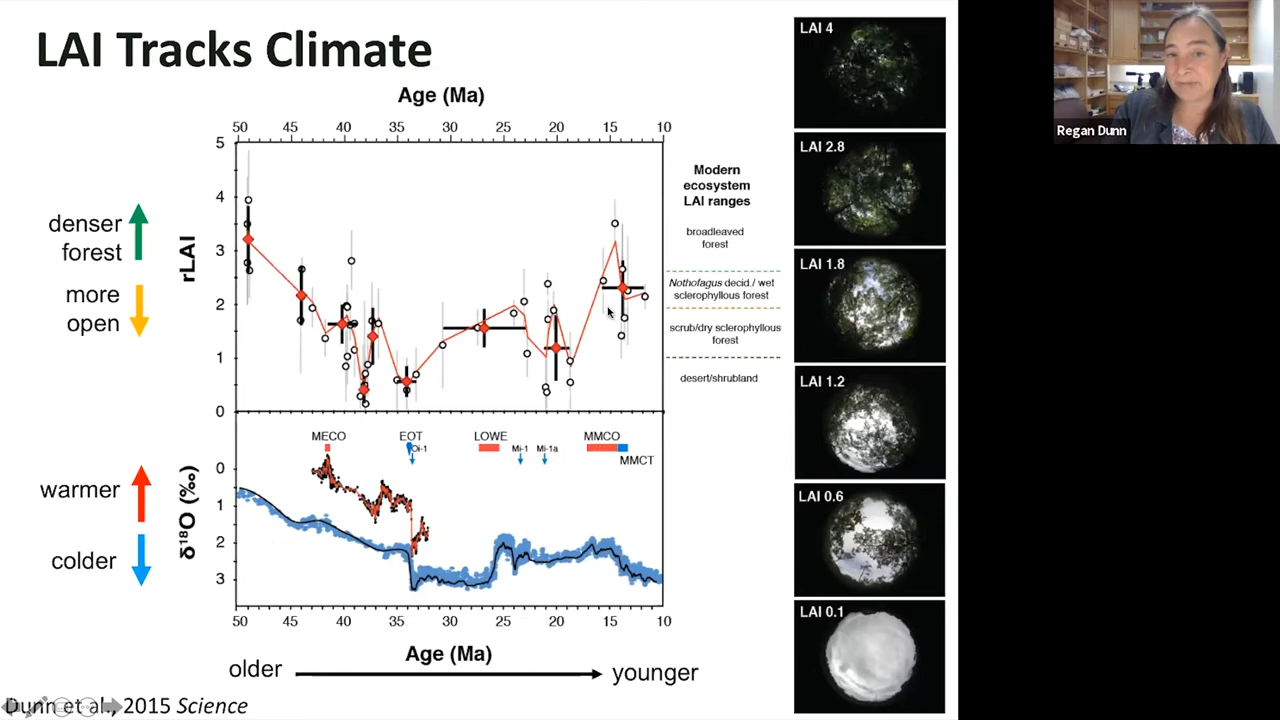 LAI Tracks Climate
Age (Ma)
50 45 40 35 30 25 20 15 10
5
4
3
2
1
0
rLAI
denser
forest
more
open
Modern
ecosystem
LAI ranges
broadleaved
forest
Nothofagus decid./ wet
sclerophyllous forest
scrub/dry sclerophyllous
forest
desert/shrubland
MECO
EOT
Oi-1
LOWE
Mi-1
Mi-1a
MMCO
MMCT
warmer
colder
δ¹⁸O (‰)
0
1
2
3
50 45 40 35 30 25 20 15 10
Age (Ma)
older
younger
Dunn et al., 2015 Science
LAI 4
LAI 2.8
LAI 1.8
LAI 1.2
LAI 0.6
LAI 0.1
Regan Dunn